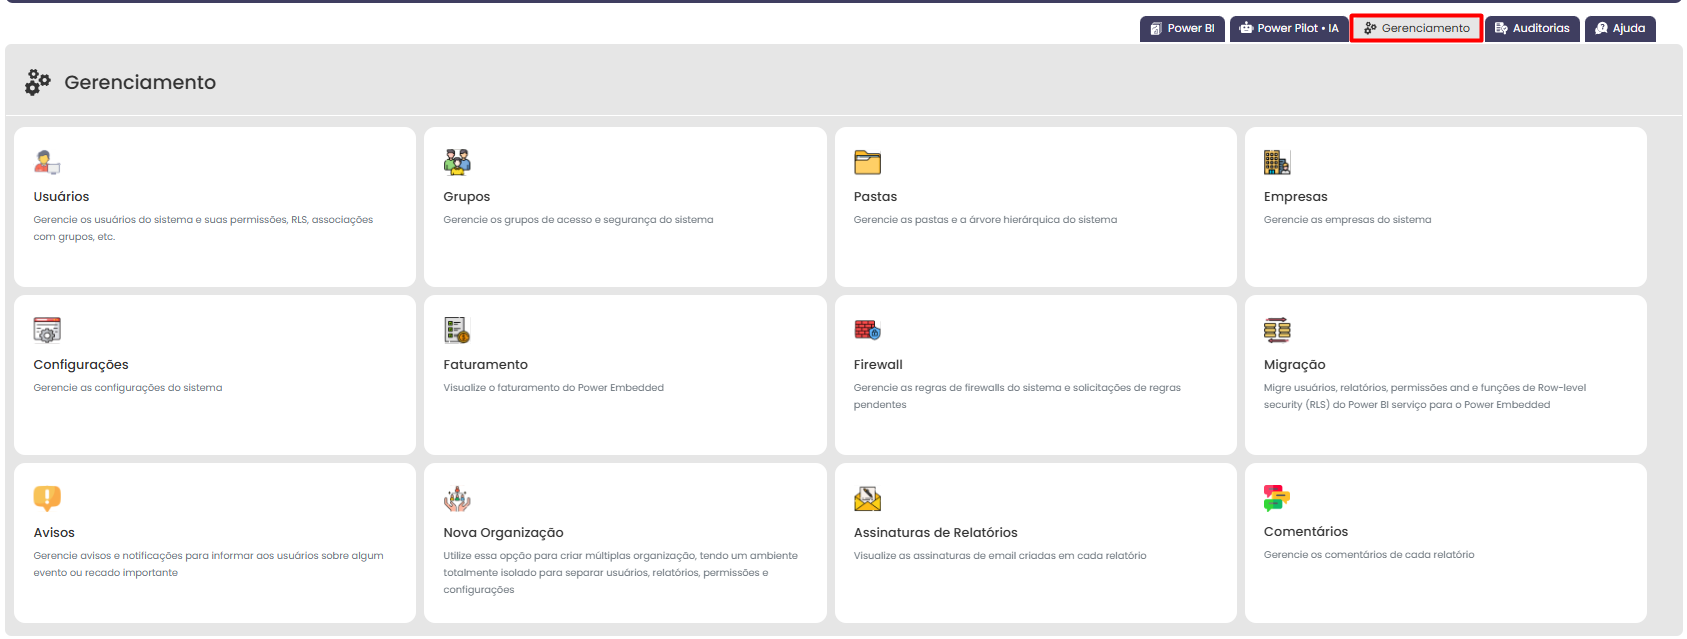 Power BI
Power Pilot • IA
Gerenciamento
Auditorias
Ajuda
Gerenciamento
Usuários
Gerencie os usuários do sistema e suas permissões, RLS, associações
com grupos, etc.
Grupos
Gerencie os grupos de acesso e segurança do sistema
Pastas
Gerencie as pastas e a árvore hierárquica do sistema
Empresas
Gerencie as empresas do sistema
Configurações
Gerencie as configurações do sistema
Faturamento
Visualize o faturamento do Power Embedded
Firewall
Gerencie as regras de firewalls do sistema e solicitações de regras
pendentes
Migração
Migre usuários, relatórios, permissões and e funções de Row-level
security (RLS) do Power BI serviço para o Power Embedded
Avisos
Gerencie avisos e notificações para informar aos usuários sobre algum
evento ou recado importante
Nova Organização
Utilize essa opção para criar múltiplas organização, tendo um ambiente
totalmente isolado para separar usuários, relatórios, permissões e
configurações
Assinaturas de Relatórios
Visualize as assinaturas de email criadas em cada relatório
Comentários
Gerencie os comentários de cada relatório